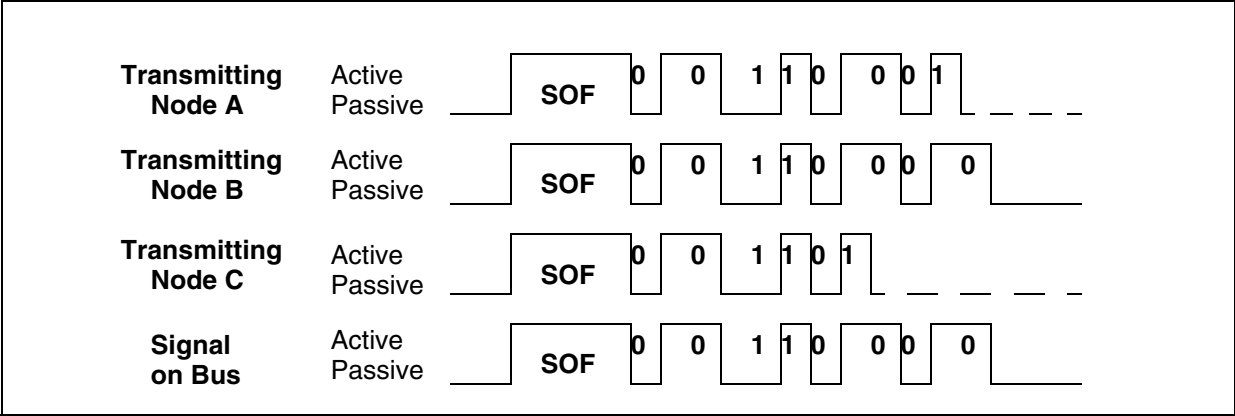 Transmitting Node A Active Passive SOF 0 0 1 1 0 0 0 1
Transmitting Node B Active Passive SOF 0 0 1 1 0 0 0 0
Transmitting Node C Active Passive SOF 0 0 1 1 0 1
Signal on Bus Active Passive SOF 0 0 1 1 0 0 0 0